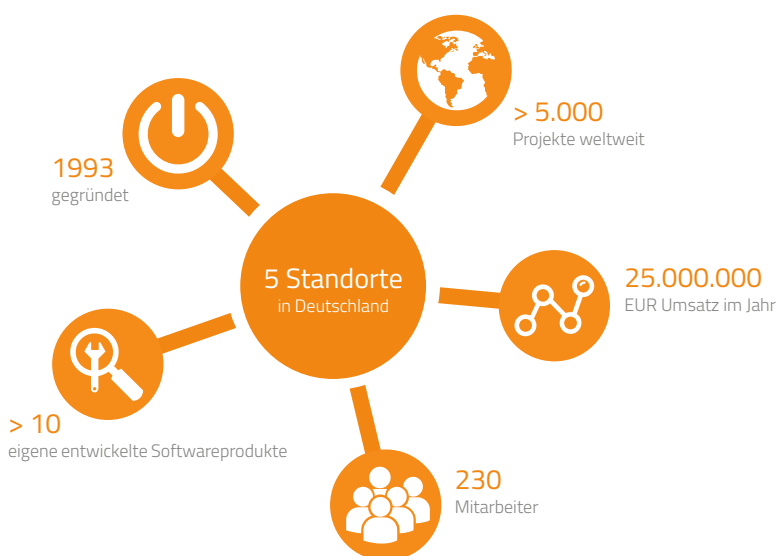 > 5.000
Projekte weltweit
1993
gegründet
5 Standorte
in Deutschland
25.000.000
EUR Umsatz im Jahr
> 10
eigene entwickelte Softwareprodukte
230
Mitarbeiter